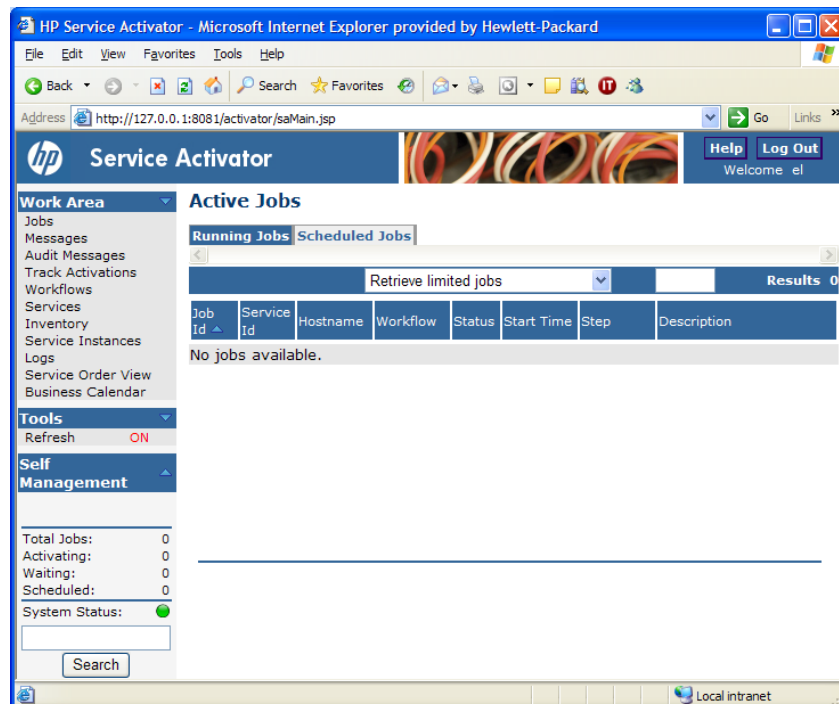 HP Service Activator - Microsoft Internet Explorer provided by Hewlett-Packard
File Edit View Favorites Tools Help
Back Search Favorites
Address http://127.0.0.1:8081/activator/saMain.jsp Go Links »
hp Service Activator Help Log Out
Welcome el
Work Area
Jobs
Messages
Audit Messages
Track Activations
Workflows
Services
Inventory
Service Instances
Logs
Service Order View
Business Calendar
Tools
Refresh ON
Self
Management
Total Jobs: 0
Activating: 0
Waiting: 0
Scheduled: 0
System Status:
Search
Active Jobs
Running Jobs Scheduled Jobs
Retrieve limited jobs Results 0
Job Id Service Id Hostname Workflow Status Start Time Step Description
No jobs available.
Local intranet